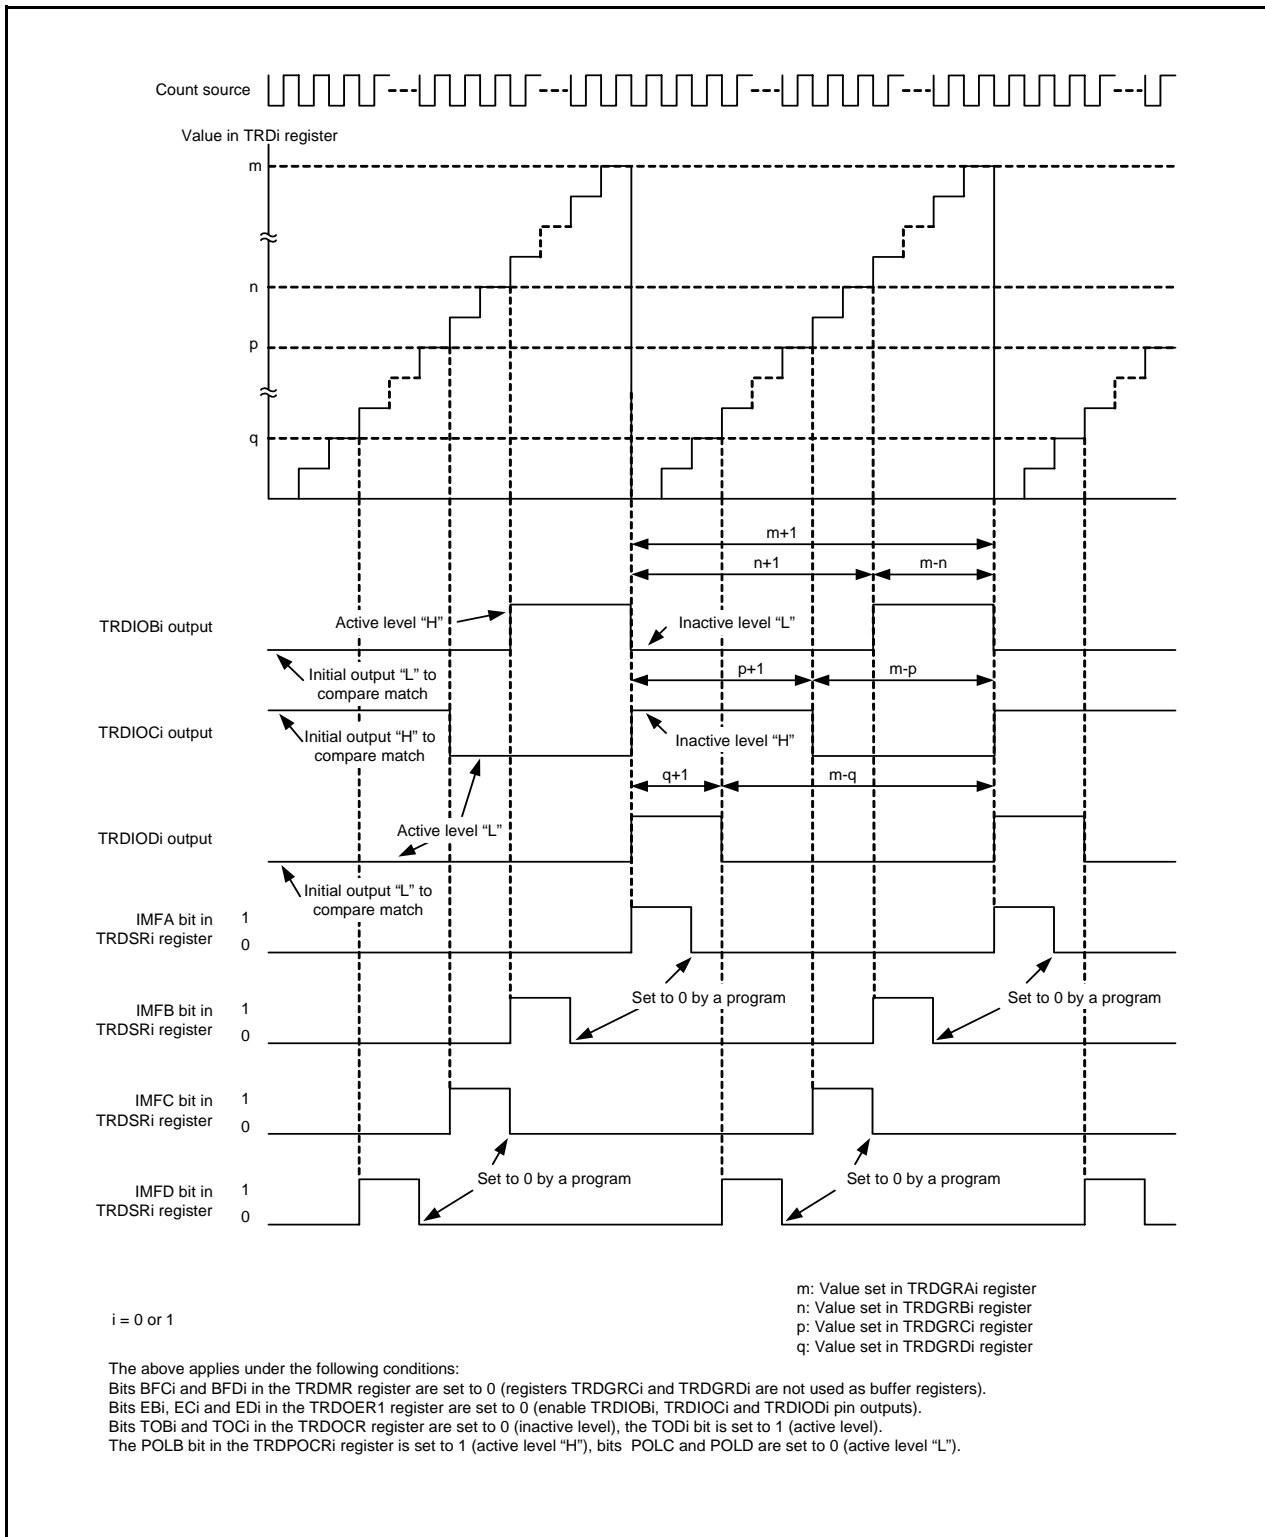 Count source
Value in TRDi register
m
n
p
q
m+1
n+1
m-n
TRDIOBi output
Active level “H”
Inactive level “L”
Initial output “L” to
compare match
p+1
m-p
TRDIOCi output
Initial output “H” to
compare match
Inactive level “H”
q+1
m-q
TRDIODi output
Active level “L”
Initial output “L” to
compare match
IMFA bit in
TRDSRi register
1
0
Set to 0 by a program
Set to 0 by a program
IMFB bit in
TRDSRi register
1
0
IMFC bit in
TRDSRi register
1
0
Set to 0 by a program
Set to 0 by a program
IMFD bit in
TRDSRi register
1
0
i = 0 or 1
m: Value set in TRDGRAi register
n: Value set in TRDGRBi register
p: Value set in TRDGRCi register
q: Value set in TRDGRDi register
The above applies under the following conditions:
Bits BFCi and BFDi in the TRDMR register are set to 0 (registers TRDGRCi and TRDGRDi are not used as buffer registers).
Bits EBi, ECi and EDi in the TRDOER1 register are set to 0 (enable TRDIOBi, TRDIOCi and TRDIODi pin outputs).
Bits TOBi and TOCi in the TRDOCR register are set to 0 (inactive level), the TODi bit is set to 1 (active level).
The POLB bit in the TRDPOCRi register is set to 1 (active level “H”), bits  POLC and POLD are set to 0 (active level “L”).